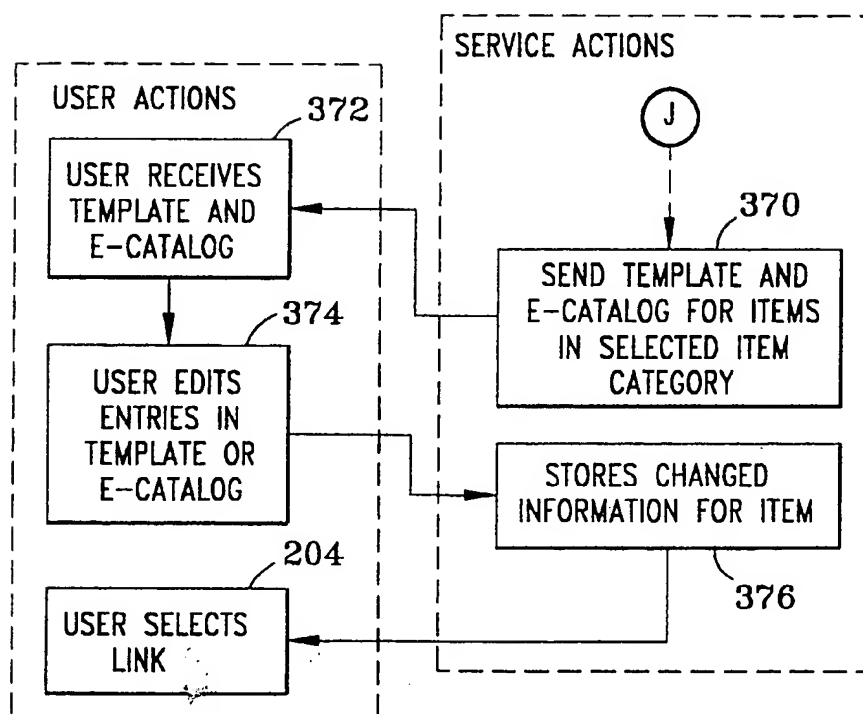 SERVICE ACTIONS
USER ACTIONS
J
372
USER RECEIVES
TEMPLATE AND
E-CATALOG
370
SEND TEMPLATE AND
E-CATALOG FOR ITEMS
IN SELECTED ITEM
CATEGORY
374
USER EDITS
ENTRIES IN
TEMPLATE OR
E-CATALOG
STORES CHANGED
INFORMATION FOR ITEM
376
204
USER SELECTS
LINK